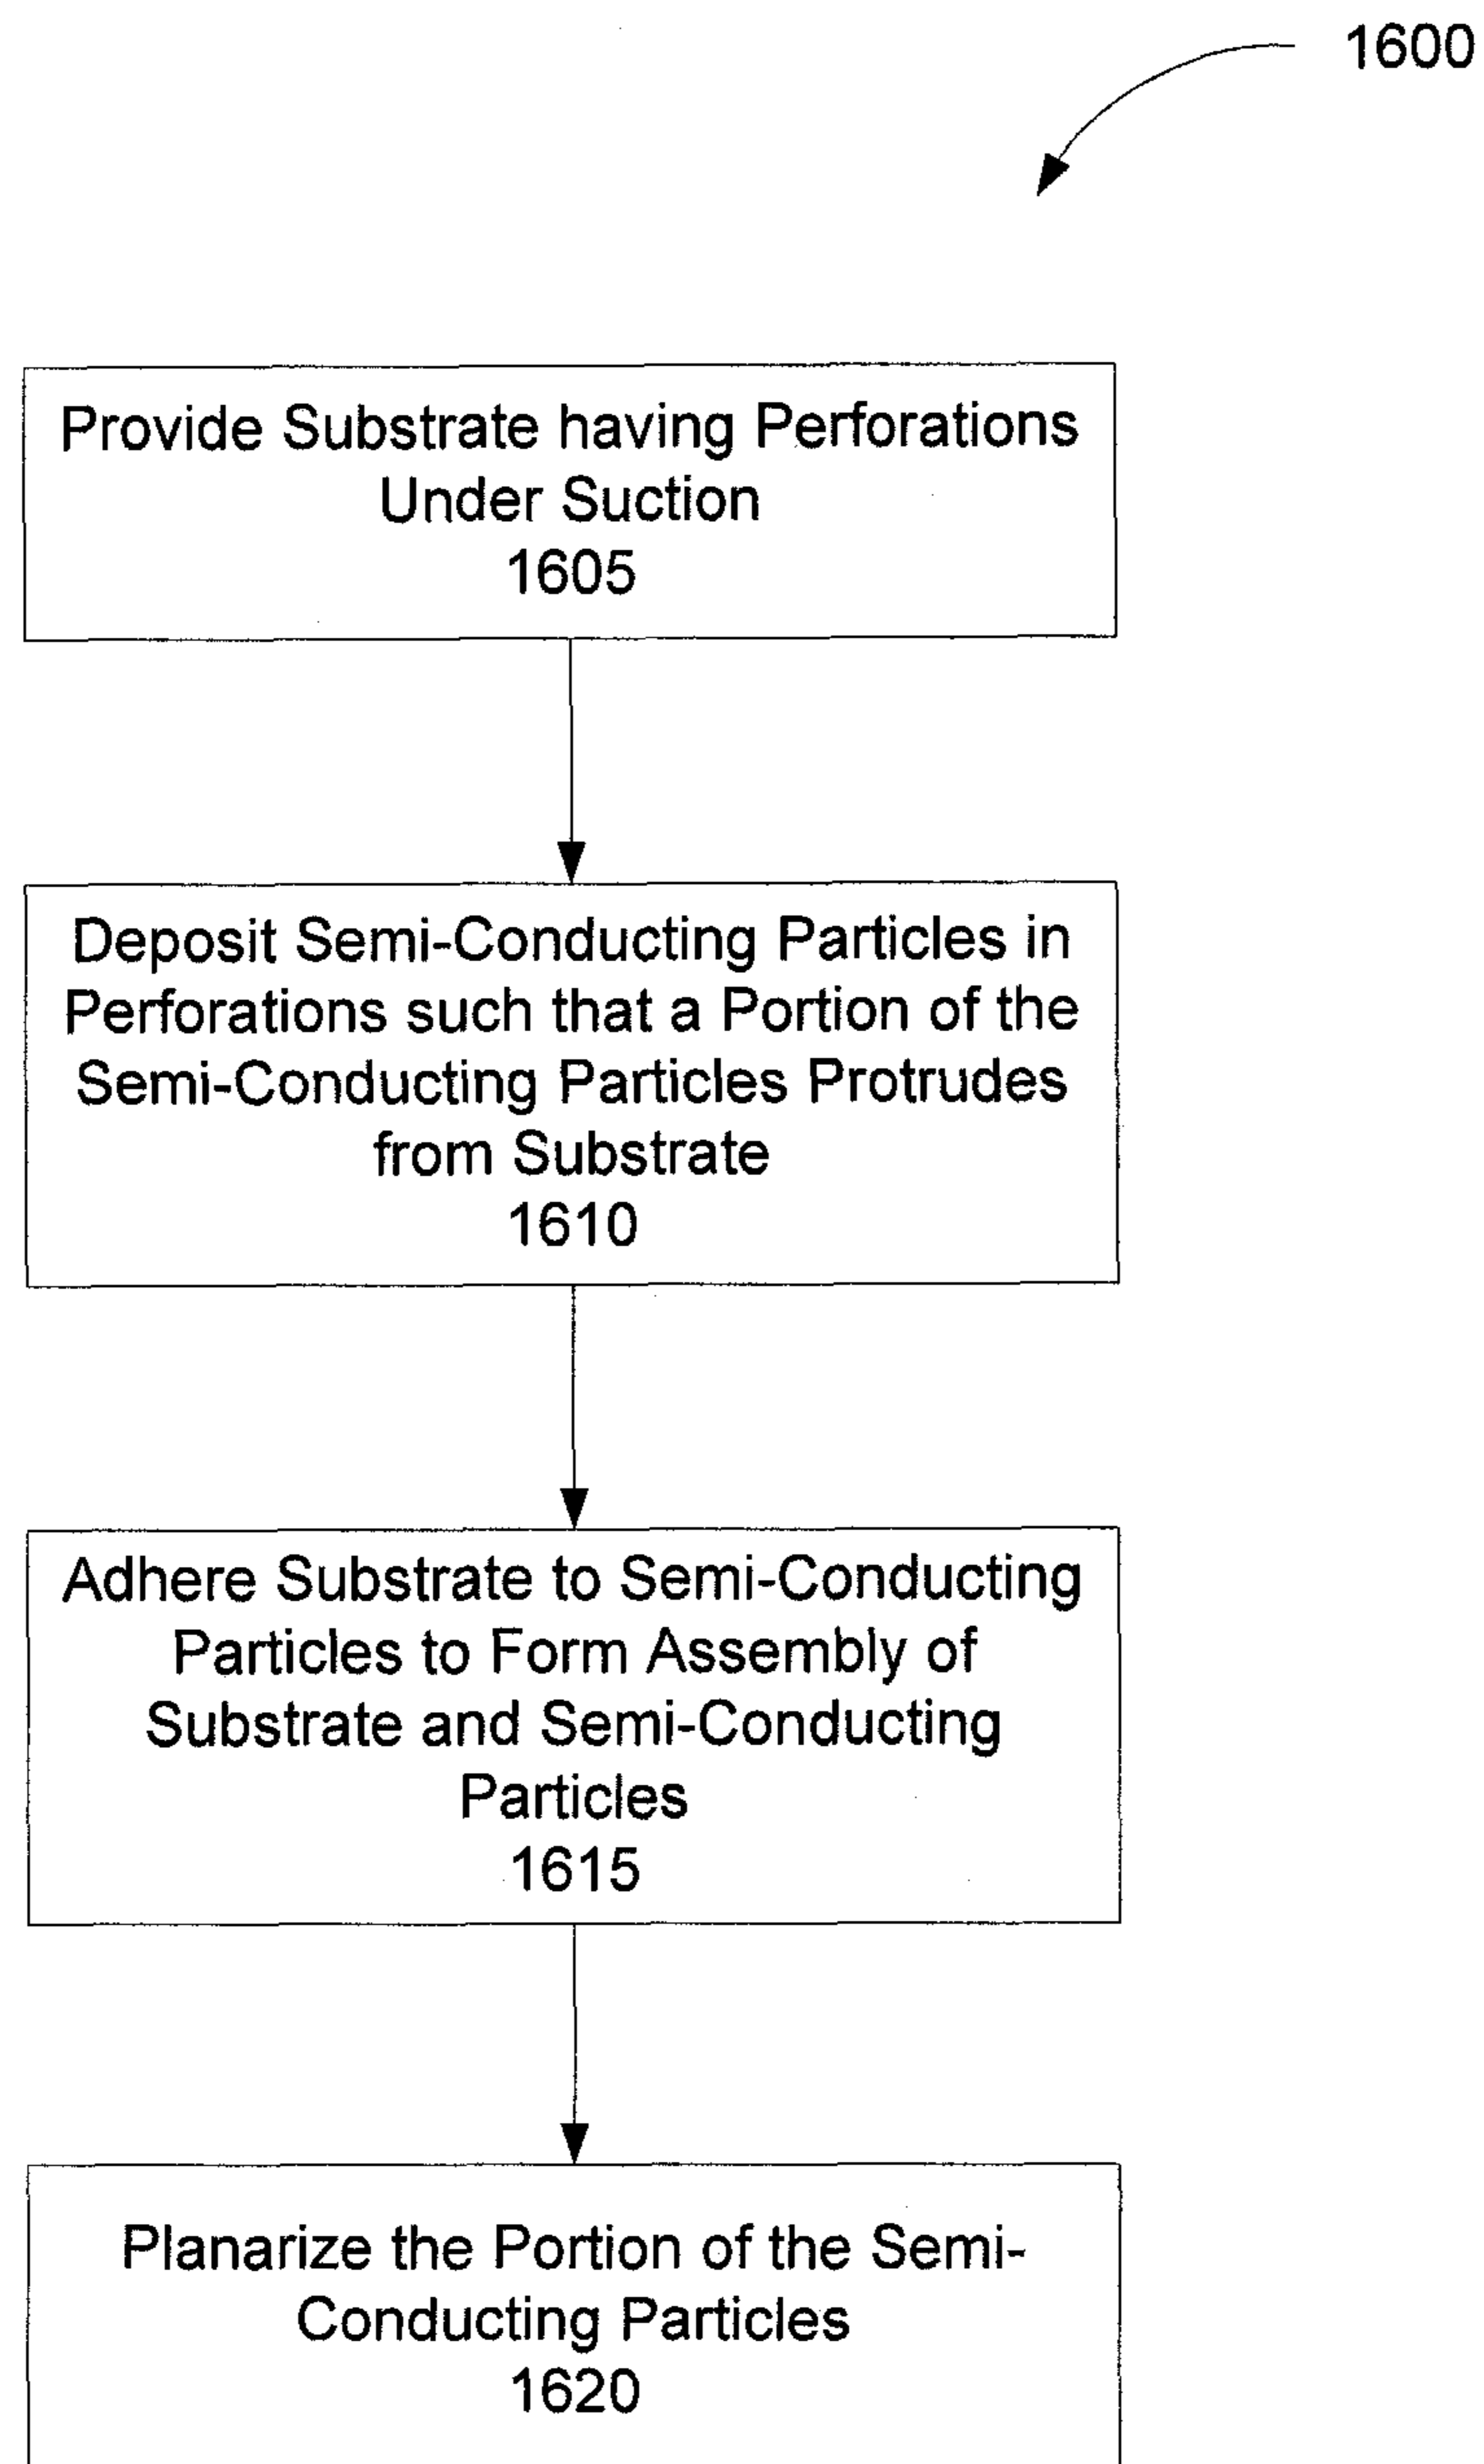 1600
Provide Substrate having Perforations
Under Suction
1605
Deposit Semi-Conducting Particles in
Perforations such that a Portion of the
Semi-Conducting Particles Protrudes
from Substrate
1610
Adhere Substrate to Semi-Conducting
Particles to Form Assembly of
Substrate and Semi-Conducting
Particles
1615
Planarize the Portion of the Semi-
Conducting Particles
1620